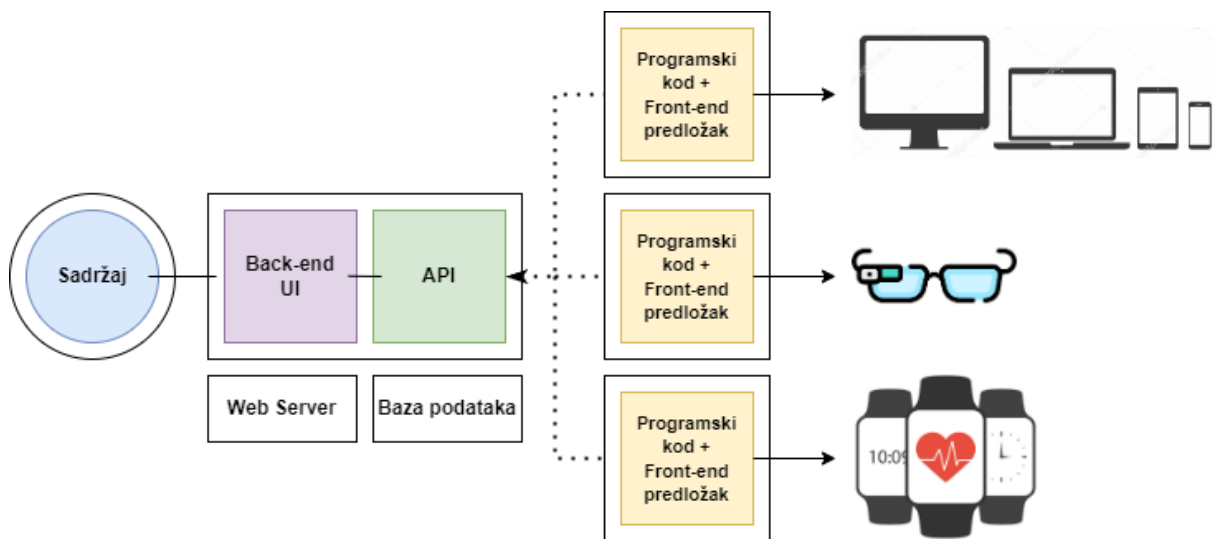 Programski
kod +
Front-end
predložak
Sadržaj
Back-end
UI
API
Programski
kod +
Front-end
predložak
Web Server
Baza podataka
Programski
kod +
Front-end
predložak
10:09